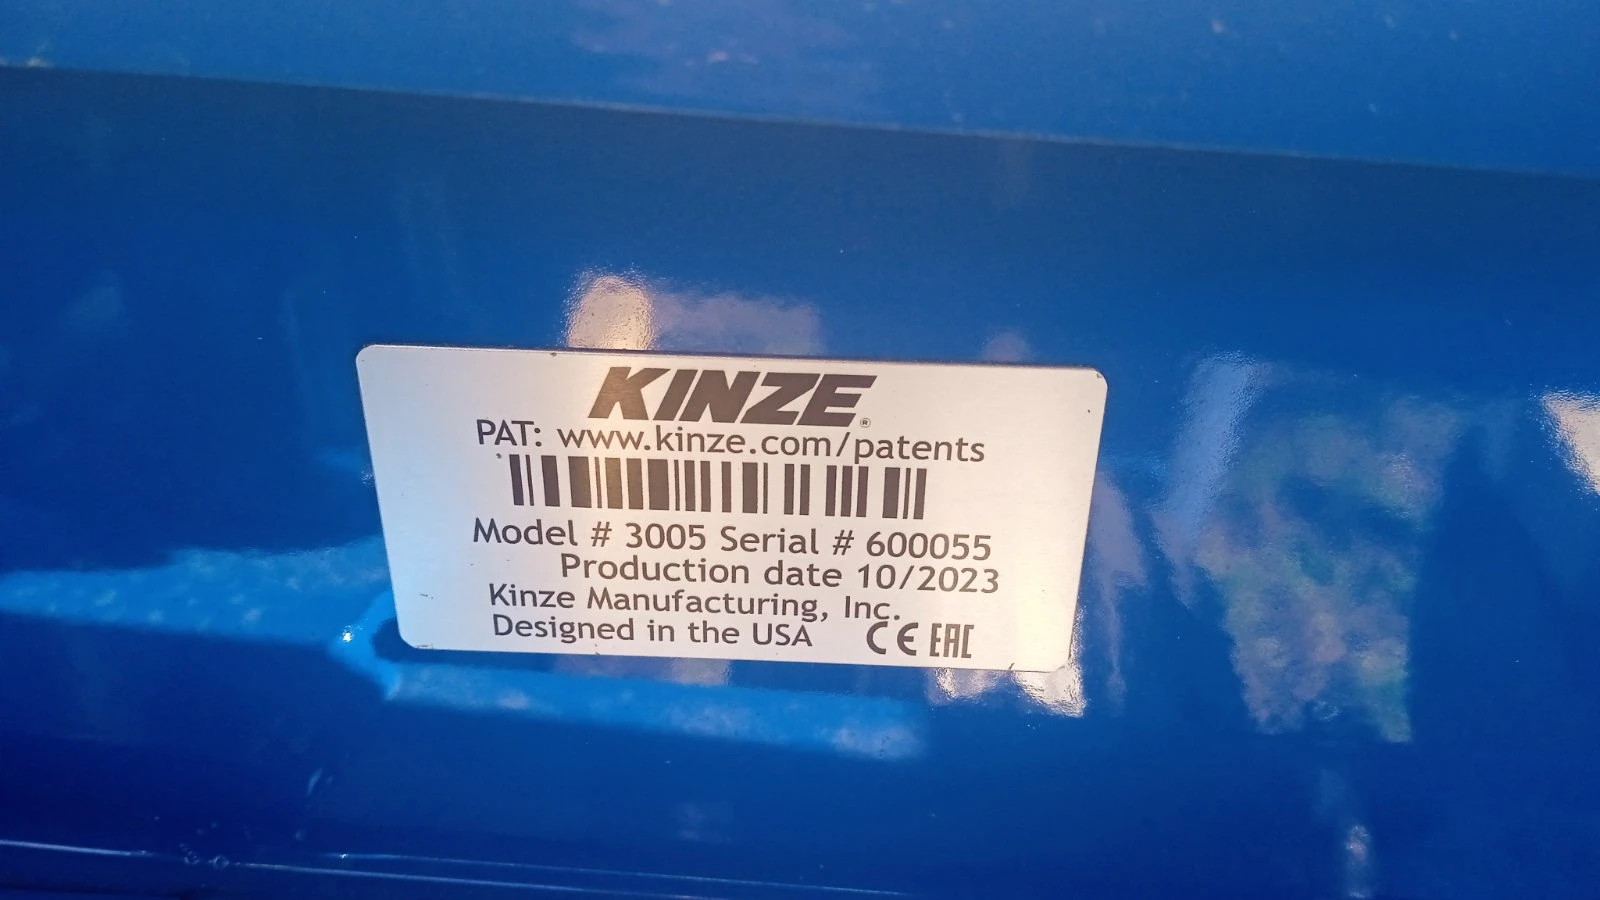 KINZE®
PAT: www.kinze.com/patents
Model # 3005 Serial # 600055
Production date 10/2023
Kinze Manufacturing, Inc.
Designed in the USA CE EAC